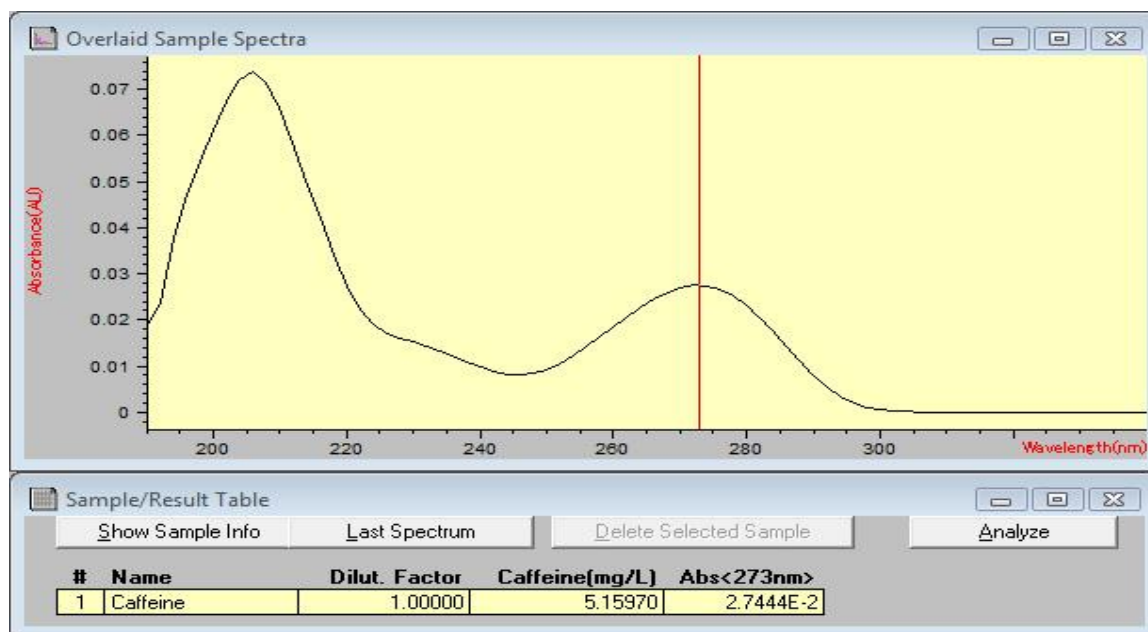 Overlaid Sample Spectra
Absorbance(AU)
0.07
0.06
0.05
0.04
0.03
0.02
0.01
0
200 220 240 260 280 300 Wavelength(nm)
Sample/Result Table
Show Sample Info Last Spectrum Delete Selected Sample Analyze
# Name Dilut. Factor Caffeine(mg/L) Abs<273nm>
1 Caffeine 1.00000 5.15970 2.7444E-2